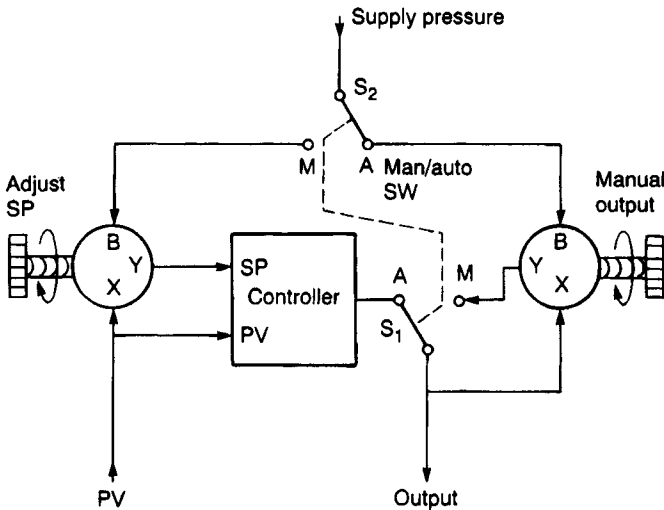 Supply pressure
S2
M
A
Man/auto
SW
Adjust
SP
Manual
output
B
Y
X
SP
Controller
PV
A
M
S1
B
Y
X
PV
Output